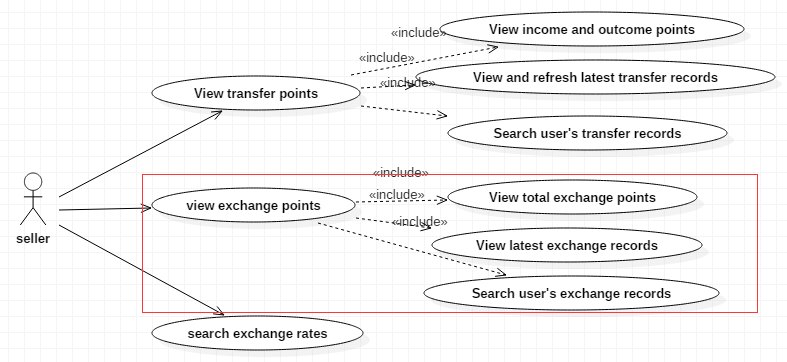 «include»
View income and outcome points
«include»
View and refresh latest transfer records
«include»
View transfer points
Search user's transfer records
«include»
«include»
View total exchange points
view exchange points
«include»
seller
View latest exchange records
Search user's exchange records
search exchange rates